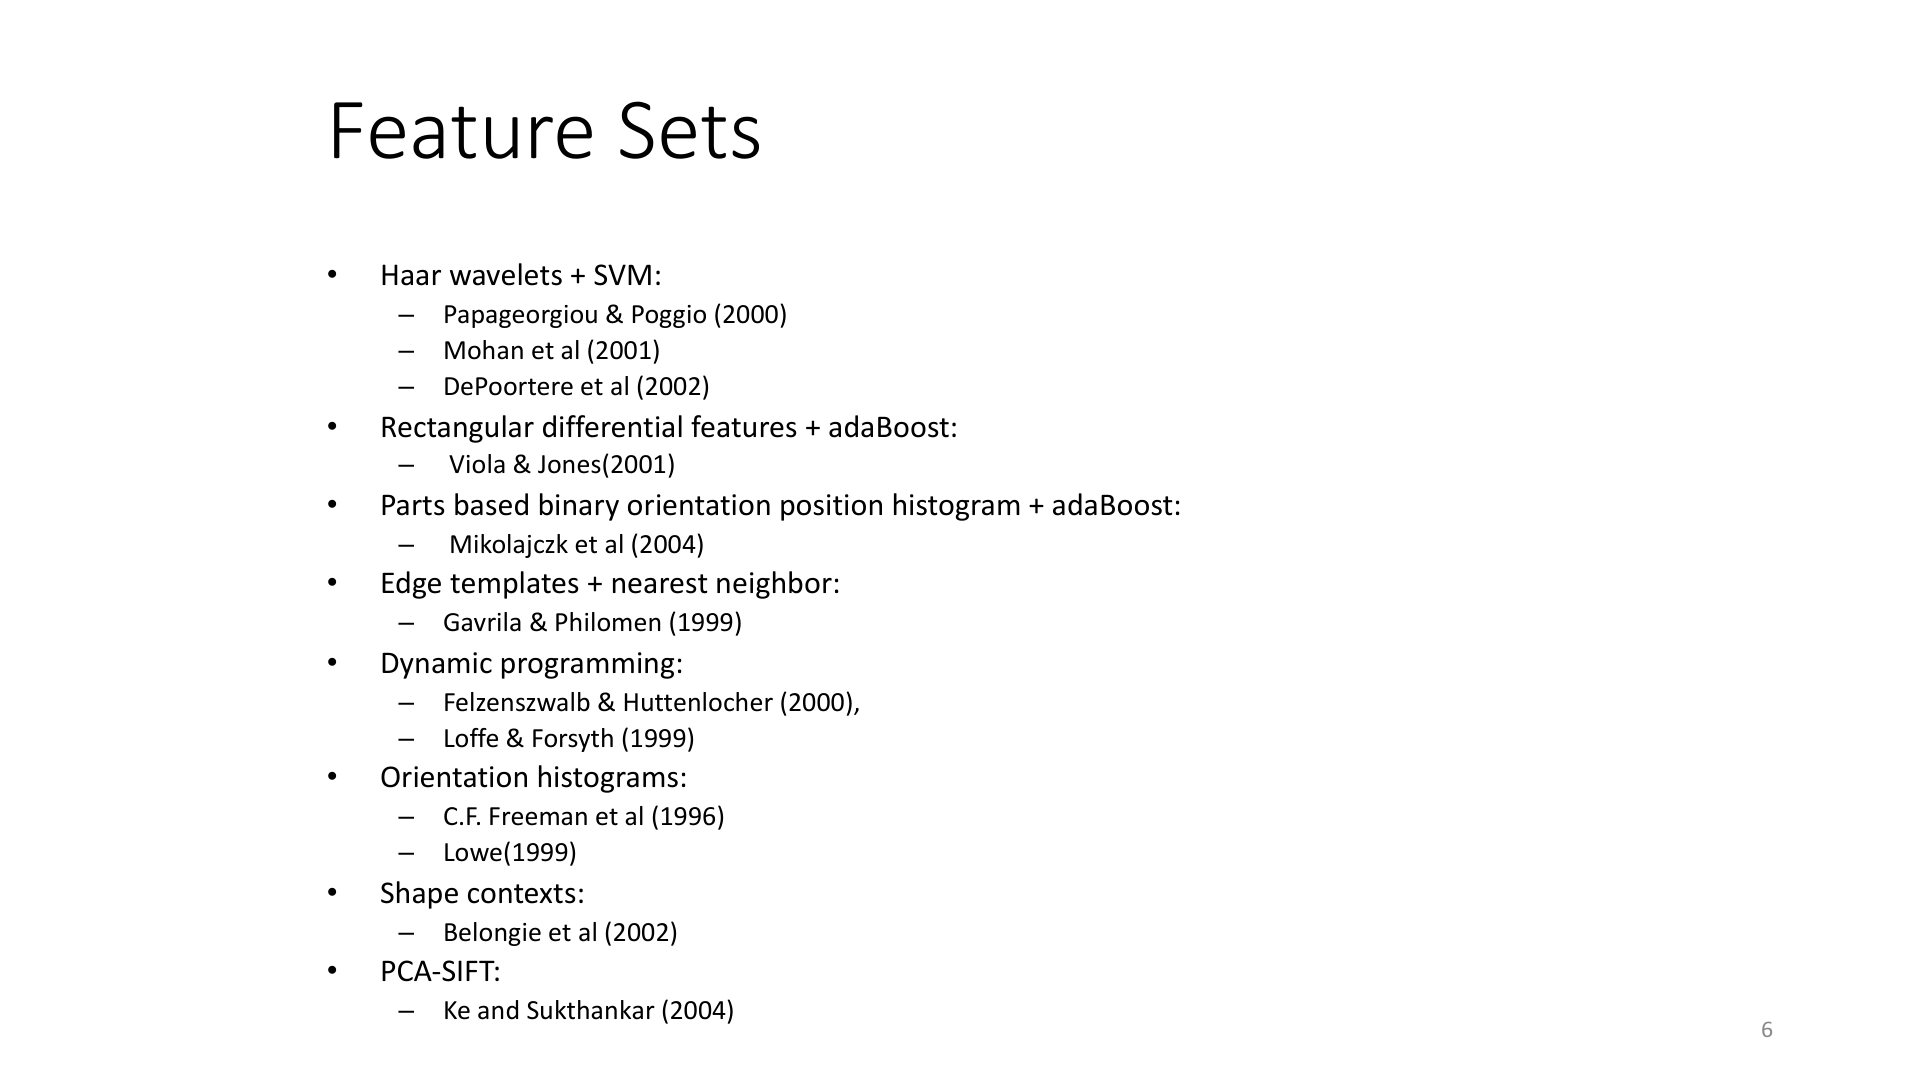 Feature Sets
• Haar wavelets + SVM:
– Papageorgiou & Poggio (2000)
– Mohan et al (2001)
– DePoortere et al (2002)
• Rectangular differential features + adaBoost:
– Viola & Jones(2001)
• Parts based binary orientation position histogram + adaBoost:
– Mikolajczk et al (2004)
• Edge templates + nearest neighbor:
– Gavrila & Philomen (1999)
• Dynamic programming:
– Felzenszwalb & Huttenlocher (2000),
– Loffe & Forsyth (1999)
• Orientation histograms:
– C.F. Freeman et al (1996)
– Lowe(1999)
• Shape contexts:
– Belongie et al (2002)
• PCA-SIFT:
– Ke and Sukthankar (2004)
6